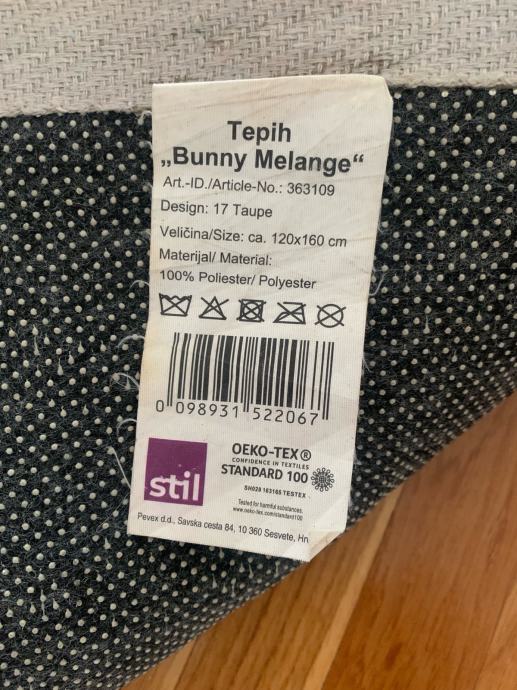 Tepih
„Bunny Melange“
Art.-ID./Article-No.: 363109
Design: 17 Taupe
Veličina/Size: ca. 120x160 cm
Materijal/ Material:
100% Poliester/ Polyester
0 098931 522067
stil
OEKO-TEX®
CONFIDENCE IN TEXTILES
STANDARD 100
SH028 163165 TESTEX
Tested for harmful substances.
www.oeko-tex.com/standard100
Pevex d.d., Savska cesta 84, 10 360 Sesvete, Hn